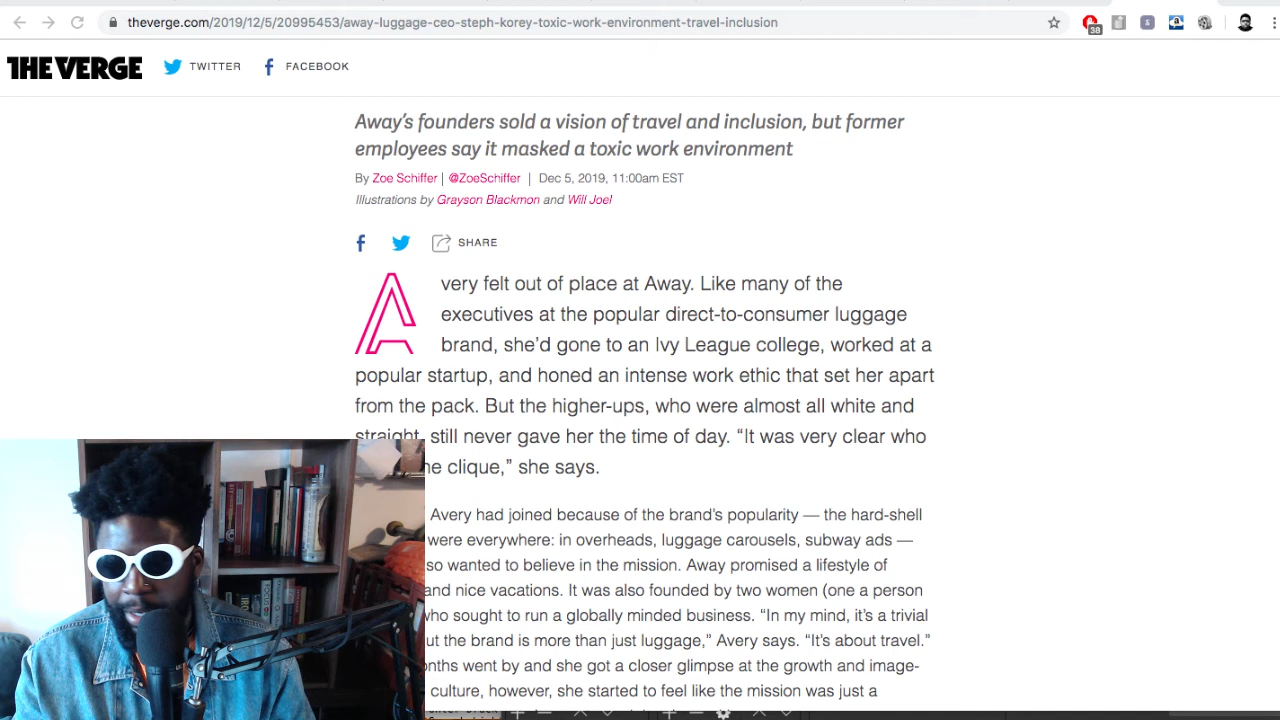 theverge.com/2019/12/5/20995453/away-luggage-ceo-steph-korey-toxic-work-environment-travel-inclusion
38
THE VERGE TWITTER FACEBOOK
Away's founders sold a vision of travel and inclusion, but former
employees say it masked a toxic work environment
By Zoe Schiffer | @ZoeSchiffer | Dec 5, 2019, 11:00am EST
Illustrations by Grayson Blackmon and Will Joel
SHARE
Avery felt out of place at Away. Like many of the
executives at the popular direct-to-consumer luggage
brand, she'd gone to an Ivy League college, worked at a
popular startup, and honed an intense work ethic that set her apart
from the pack. But the higher-ups, who were almost all white and
straight, still never gave her the time of day. “It was very clear who
clique,” she says.
Avery had joined because of the brand's popularity — the hard-shell
were everywhere: in overheads, luggage carousels, subway ads —
so wanted to believe in the mission. Away promised a lifestyle of
and nice vacations. It was also founded by two women (one a person
who sought to run a globally minded business. “In my mind, it's a trivial
the brand is more than just luggage,” Avery says. “It's about travel.”
went by and she got a closer glimpse at the growth and image-
culture, however, she started to feel like the mission was just a